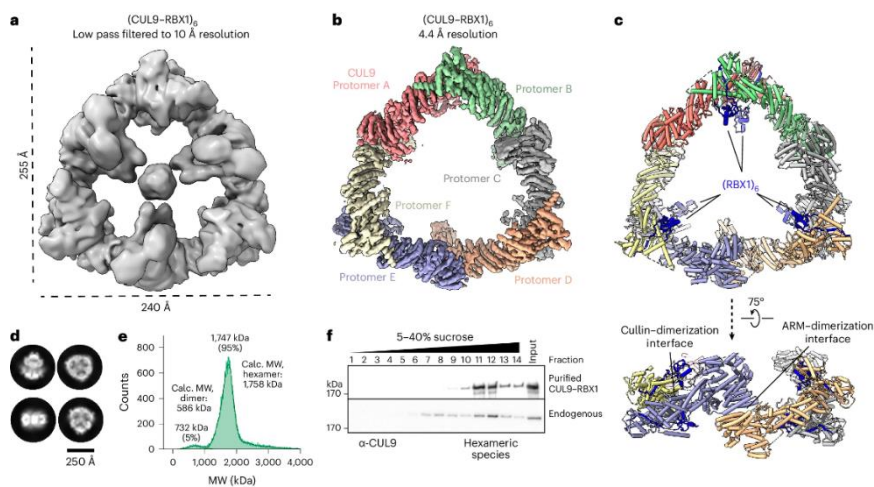 a
(CUL9–RBX1)6
Low pass filtered to 10 Å resolution
255 Å
240 Å
b
(CUL9–RBX1)6
4.4 Å resolution
CUL9
Protomer A
Protomer B
Protomer C
Protomer F
Protomer E
Protomer D
c
(RBX1)6
75°
Cullin–dimerization
interface
ARM–dimerization
interface
d
250 Å
e
1,747 kDa
(95%)
Calc. MW,
hexamer:
1,758 kDa
Calc. MW,
dimer:
586 kDa
732 kDa
(5%)
Counts
800
600
400
200
0
0 1,000 2,000 3,000 4,000
MW (kDa)
f
5–40% sucrose
Input
1 2 3 4 5 6 7 8 9 10 11 12 13 14 Fraction
kDa
170
Purified
CUL9–RBX1
170
Endogenous
α-CUL9
Hexameric
species